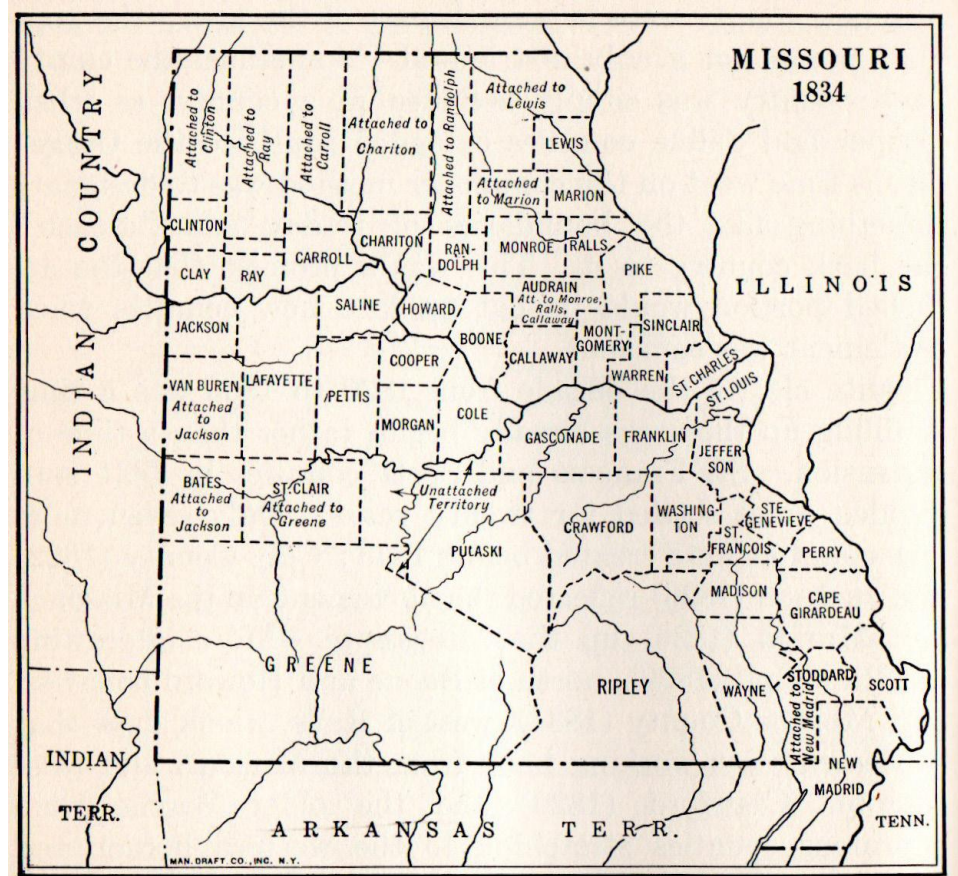 MISSOURI
1834
INDIAN COUNTRY
Attached to
Clinton
Attached to
Ray
Attached to
Carroll
Attached to
Chariton
Attached to Randolph
Attached to
Lewis
LEWIS
Attached
to Marion
MARION
CLINTON
CLAY
RAY
CARROLL
CHARITON
RAN-
DOLPH
MONROE
RALLS
PIKE
ILLINOIS
AUDRAIN
Att. to Monroe,
Ralls,
Callaway
JACKSON
SALINE
HOWARD
BOONE
CALLAWAY
MONT-
GOMERY
SINCLAIR
WARREN
ST. CHARLES
ST. LOUIS
VAN BUREN
Attached
to
Jackson
LAFAYETTE
PETTIS
COOPER
MORGAN
COLE
GASCONADE
FRANKLIN
JEFFER-
SON
BATES
Attached
to
Jackson
ST. CLAIR
Attached to
Greene
Unattached
Territory
PULASKI
CRAWFORD
WASHING-
TON
STE.
GENEVIEVE
ST.
FRANCOIS
PERRY
MADISON
CAPE
GIRARDEAU
GREENE
RIPLEY
WAYNE
STODDARD
SCOTT
Attached to
New Madrid
NEW
MADRID
INDIAN
TERR.
ARKANSAS TERR.
TENN.
MAN. DRAFT CO., INC. N.Y.